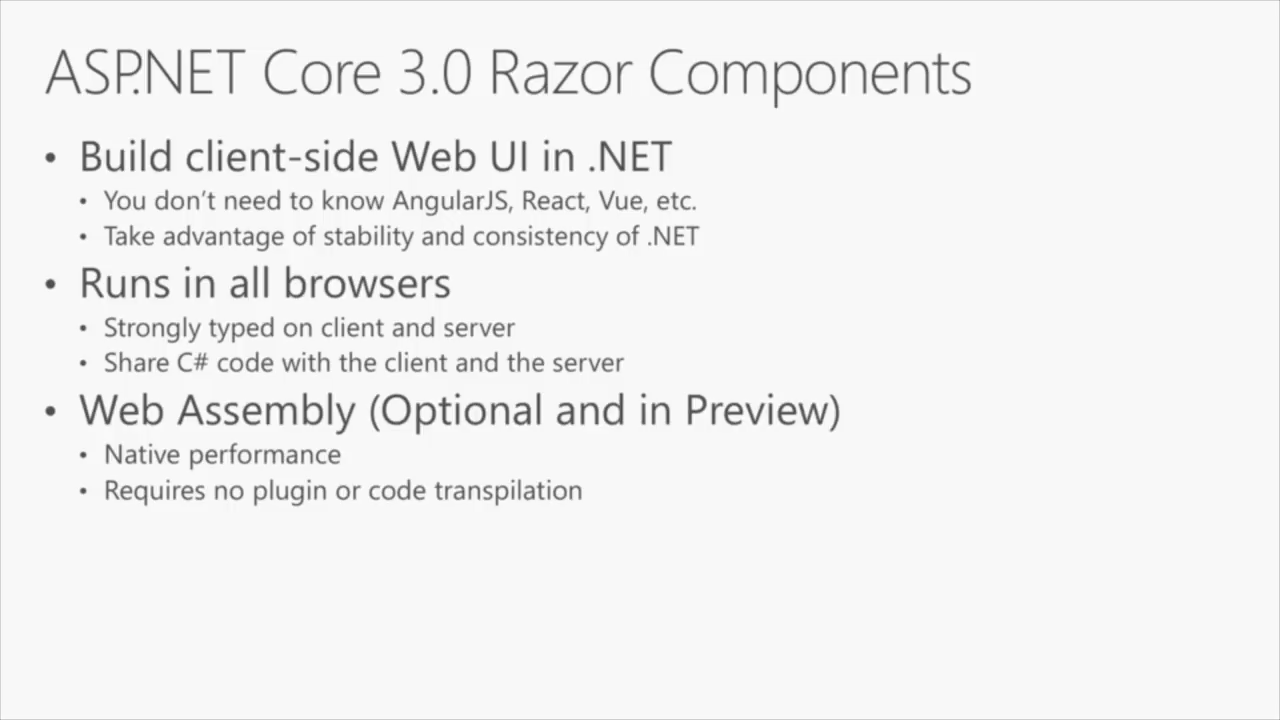 ASP.NET Core 3.0 Razor Components
• Build client-side Web UI in .NET
• You don't need to know AngularJS, React, Vue, etc.
• Take advantage of stability and consistency of .NET
• Runs in all browsers
• Strongly typed on client and server
• Share C# code with the client and the server
• Web Assembly (Optional and in Preview)
• Native performance
• Requires no plugin or code transpilation